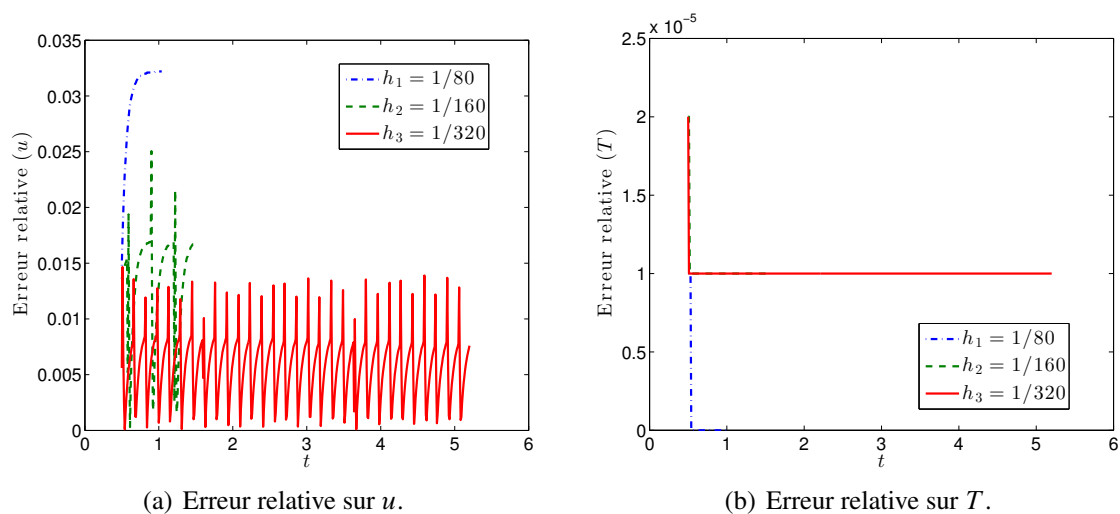 0.035
0.03
0.025
0.02
0.015
0.01
0.005
0
Erreur relative (u)
h₁ = 1/80
h₂ = 1/160
h₃ = 1/320
0 1 2 3 4 5 6
t
(a) Erreur relative sur u.
x 10⁻⁵
2.5
2
1.5
1
0.5
0
Erreur relative (T)
h₁ = 1/80
h₂ = 1/160
h₃ = 1/320
0 1 2 3 4 5 6
t
(b) Erreur relative sur T.